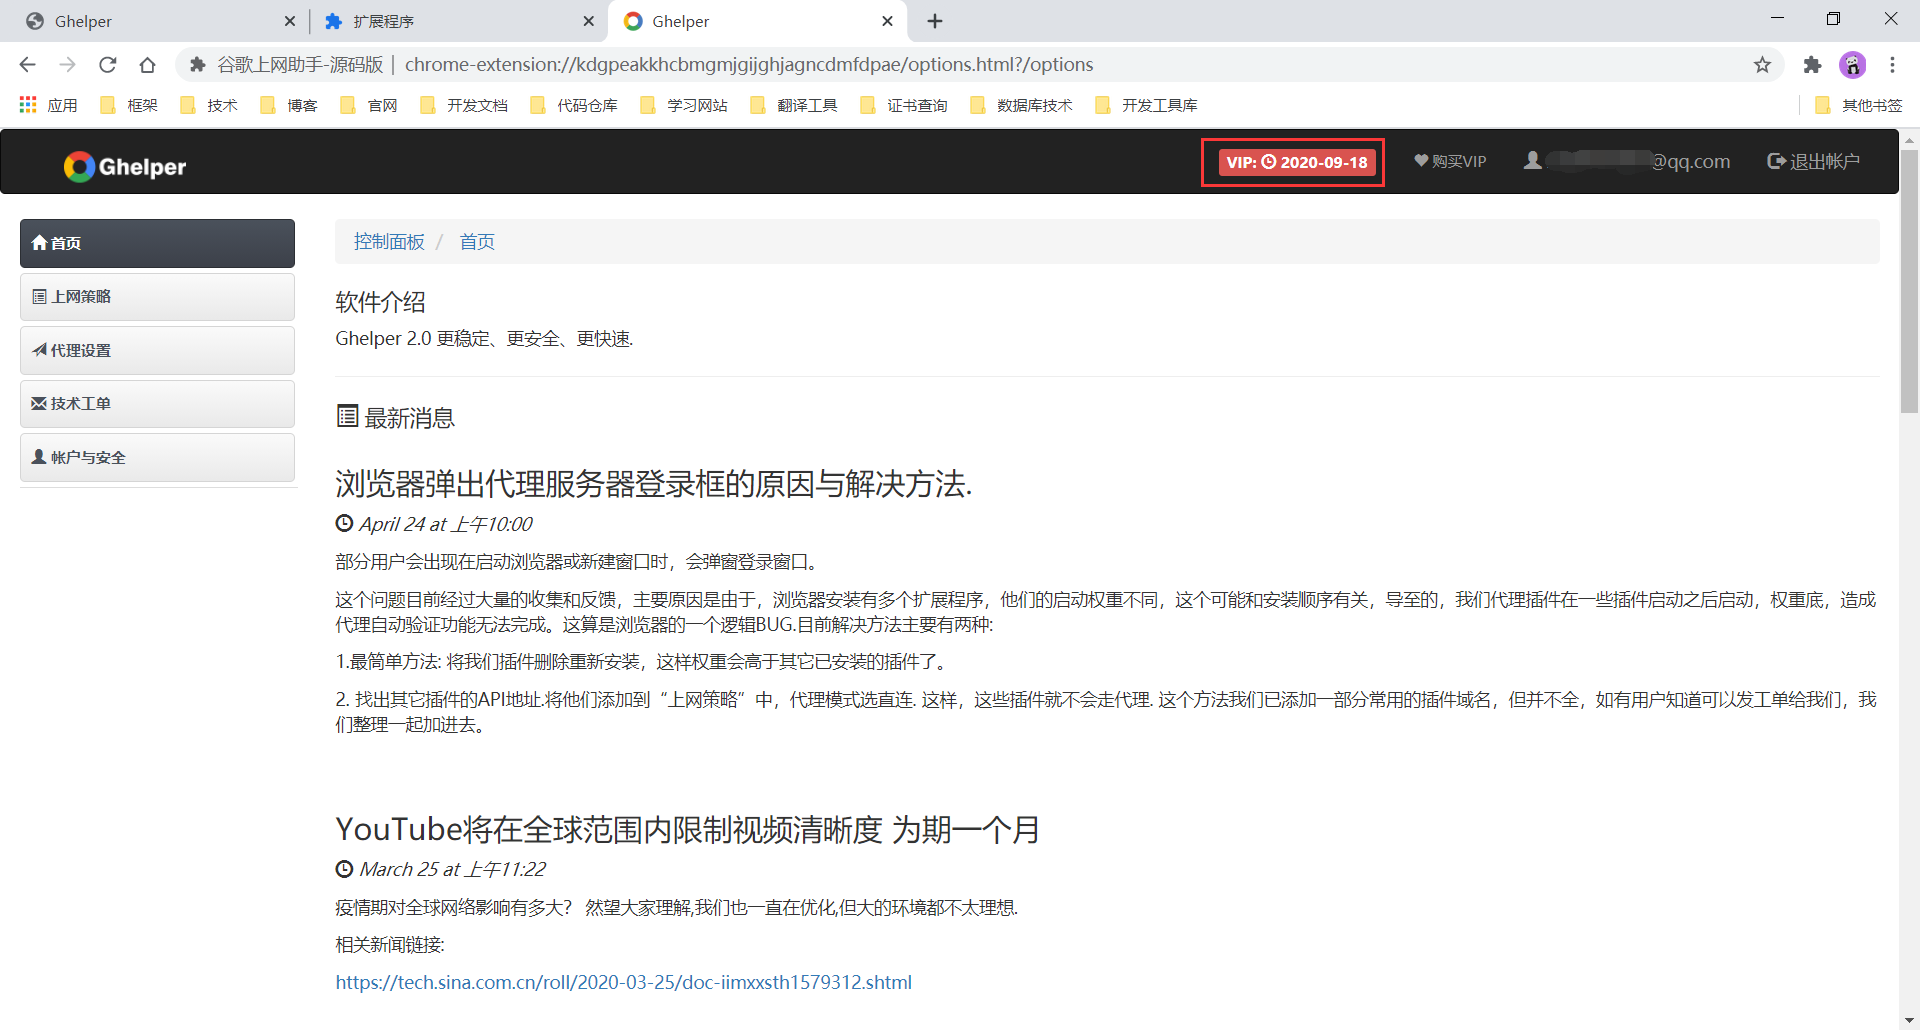 Ghelper
扩展程序
Ghelper
谷歌上网助手-源码版 | chrome-extension://kdgpeakkhcbmgmjgijghjagncdmfdpae/options.html?/options
应用 框架 技术 博客 官网 开发文档 代码仓库 学习网站 翻译工具 证书查询 数据库技术 开发工具库 其他书签
Ghelper VIP: 2020-09-18 购买VIP @qq.com 退出帐户
首页
上网策略
代理设置
技术工单
帐户与安全
控制面板 / 首页
软件介绍
Ghelper 2.0 更稳定、更安全、更快速.
最新消息
浏览器弹出代理服务器登录框的原因与解决方法.
April 24 at 上午10:00
部分用户会出现在启动浏览器或新建窗口时，会弹窗登录窗口。
这个问题目前经过大量的收集和反馈，主要原因是由于，浏览器安装有多个扩展程序，他们的启动权重不同，这个可能和安装顺序有关，导至的，我们代理插件在一些插件启动之后启动，权重底，造成
代理自动验证功能无法完成。这算是浏览器的一个逻辑BUG.目前解决方法主要有两种:
1.最简单方法: 将我们插件删除重新安装，这样权重会高于其它已安装的插件了。
2. 找出其它插件的API地址.将他们添加到“上网策略”中，代理模式选直连. 这样，这些插件就不会走代理. 这个方法我们已添加一部分常用的插件域名，但并不全，如有用户知道可以发工单给我们，我
们整理一起加进去。
YouTube将在全球范围内限制视频清晰度 为期一个月
March 25 at 上午11:22
疫情期对全球网络影响有多大？ 然望大家理解,我们也一直在优化,但大的环境都不太理想.
相关新闻链接:
https://tech.sina.com.cn/roll/2020-03-25/doc-iimxxsth1579312.shtml